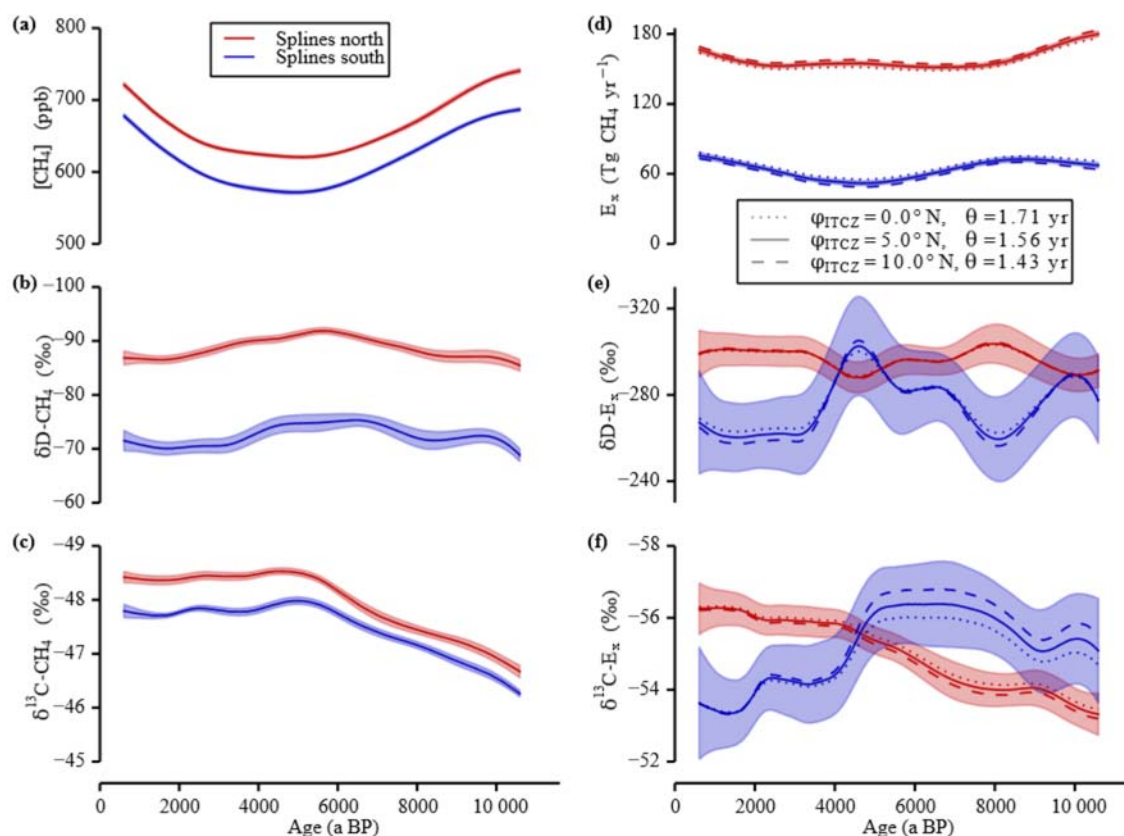 (a)
800
700
600
500
[CH₄] (ppb)
Splines north
Splines south
(b)
−100
−90
−80
−70
−60
δD-CH₄ (‰)
(c)
−49
−48
−47
−46
−45
δ¹³C-CH₄ (‰)
0
2000
4000
6000
8000
10 000
Age (a BP)
(d)
180
120
60
0
Eₓ (Tg CH₄ yr⁻¹)
φITCZ = 0.0° N, θ = 1.71 yr
φITCZ = 5.0° N, θ = 1.56 yr
φITCZ = 10.0° N, θ = 1.43 yr
(e)
−320
−280
−240
δD-Eₓ (‰)
(f)
−58
−56
−54
−52
δ¹³C-Eₓ (‰)
0
2000
4000
6000
8000
10 000
Age (a BP)